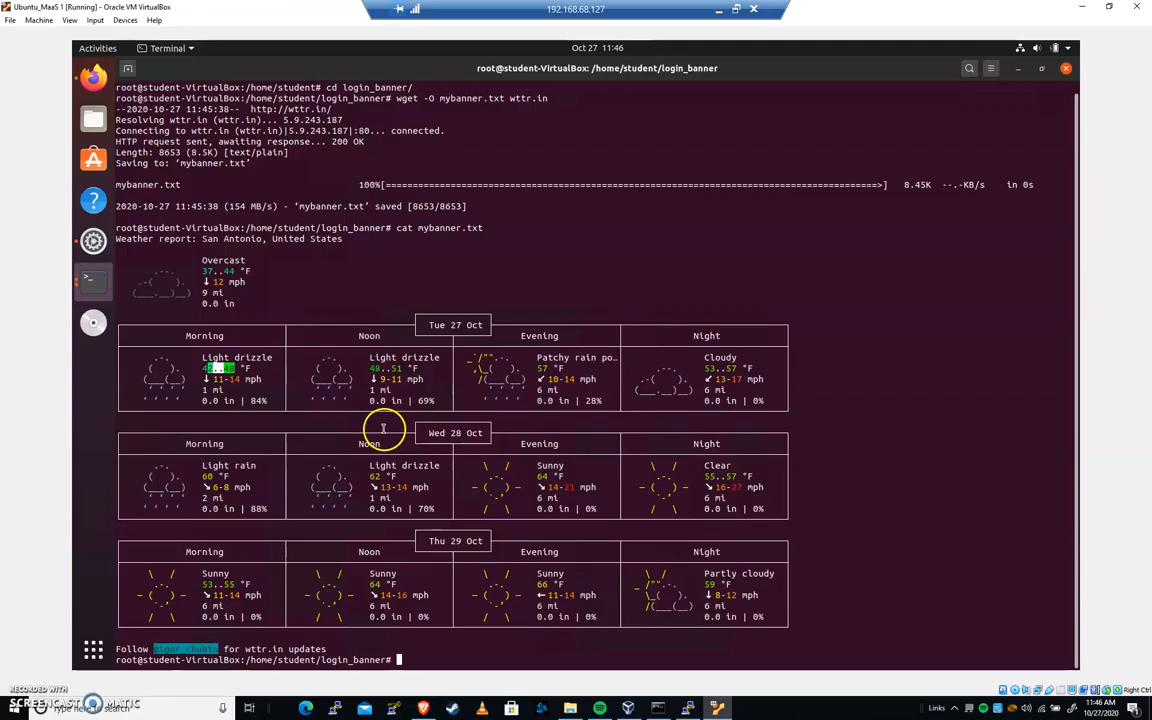 Ubuntu_MaaS 1 [Running] - Oracle VM VirtualBox
192.168.68.127
File Machine View Input Devices Help
Activities Terminal Oct 27 11:46
root@student-VirtualBox: /home/student/login_banner
root@student-VirtualBox:/home/student# cd login_banner/
root@student-VirtualBox:/home/student/login_banner# wget -O mybanner.txt wttr.in
--2020-10-27 11:45:38-- http://wttr.in/
Resolving wttr.in (wttr.in)... 5.9.243.187
Connecting to wttr.in (wttr.in)|5.9.243.187|:80... connected.
HTTP request sent, awaiting response... 200 OK
Length: 8653 (8.5K) [text/plain]
Saving to: ‘mybanner.txt’
mybanner.txt 100%[===================================================================================>] 8.45K --.-KB/s in 0s
2020-10-27 11:45:38 (154 MB/s) - ‘mybanner.txt’ saved [8653/8653]
root@student-VirtualBox:/home/student/login_banner# cat mybanner.txt
Weather report: San Antonio, United States
Overcast
37..44 °F
↓ 12 mph
9 mi
0.0 in
Tue 27 Oct
Morning Noon Evening Night
Light drizzle Light drizzle Patchy rain po… Cloudy
42..48 °F 48..51 °F 57 °F 53..57 °F
↓ 11-14 mph ↓ 9-11 mph ↙ 10-14 mph ↙ 13-17 mph
1 mi 1 mi 6 mi 6 mi
0.0 in | 84% 0.0 in | 69% 0.0 in | 28% 0.0 in | 0%
Wed 28 Oct
Morning Noon Evening Night
Light rain Light drizzle Sunny Clear
60 °F 62 °F 64 °F 55..57 °F
↘ 6-8 mph ↘ 13-14 mph ↘ 14-21 mph ↘ 16-27 mph
2 mi 1 mi 6 mi 6 mi
0.0 in | 88% 0.0 in | 70% 0.0 in | 0% 0.0 in | 0%
Thu 29 Oct
Morning Noon Evening Night
Sunny Sunny Sunny Partly cloudy
53..55 °F 64 °F 66 °F 59 °F
↘ 11-14 mph ↘ 14-16 mph ← 11-14 mph ↓ 8-12 mph
6 mi 6 mi 6 mi 6 mi
0.0 in | 0% 0.0 in | 0% 0.0 in | 0% 0.0 in | 0%
Follow @igor_chubin for wttr.in updates
root@student-VirtualBox:/home/student/login_banner#
Right Ctrl
RECORDED WITH
SCREENCAST MATIC
Type here to search
Links
11:46 AM
10/27/2020